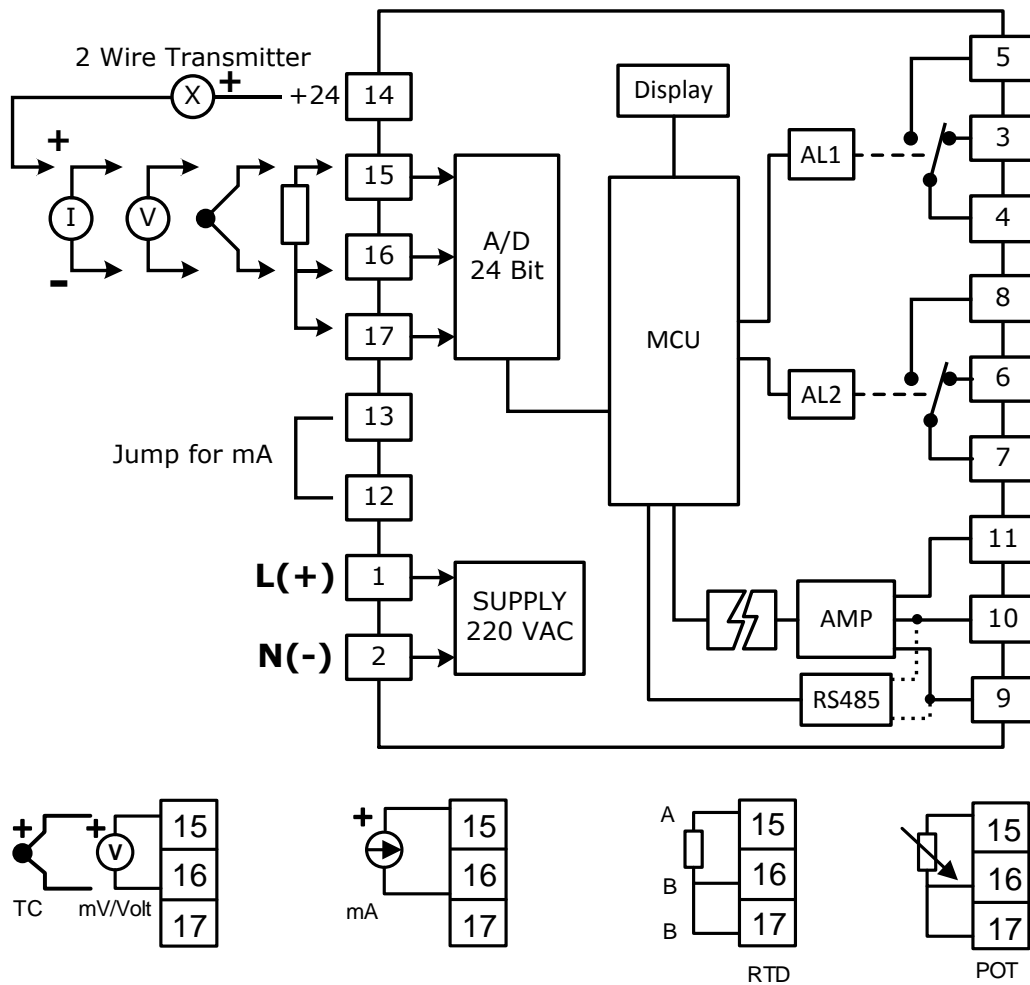 2 Wire Transmitter
X
+
+24
14
+
I
-
V
15
16
17
A/D
24 Bit
13
12
Jump for mA
L(+)
1
N(-)
2
SUPPLY
220 VAC
Display
MCU
AL1
AL2
5
3
4
8
6
7
11
10
9
AMP
RS485
+
+
V
TC
mV/Volt
15
16
17
+
mA
15
16
17
A
B
B
15
16
17
RTD
15
16
17
POT